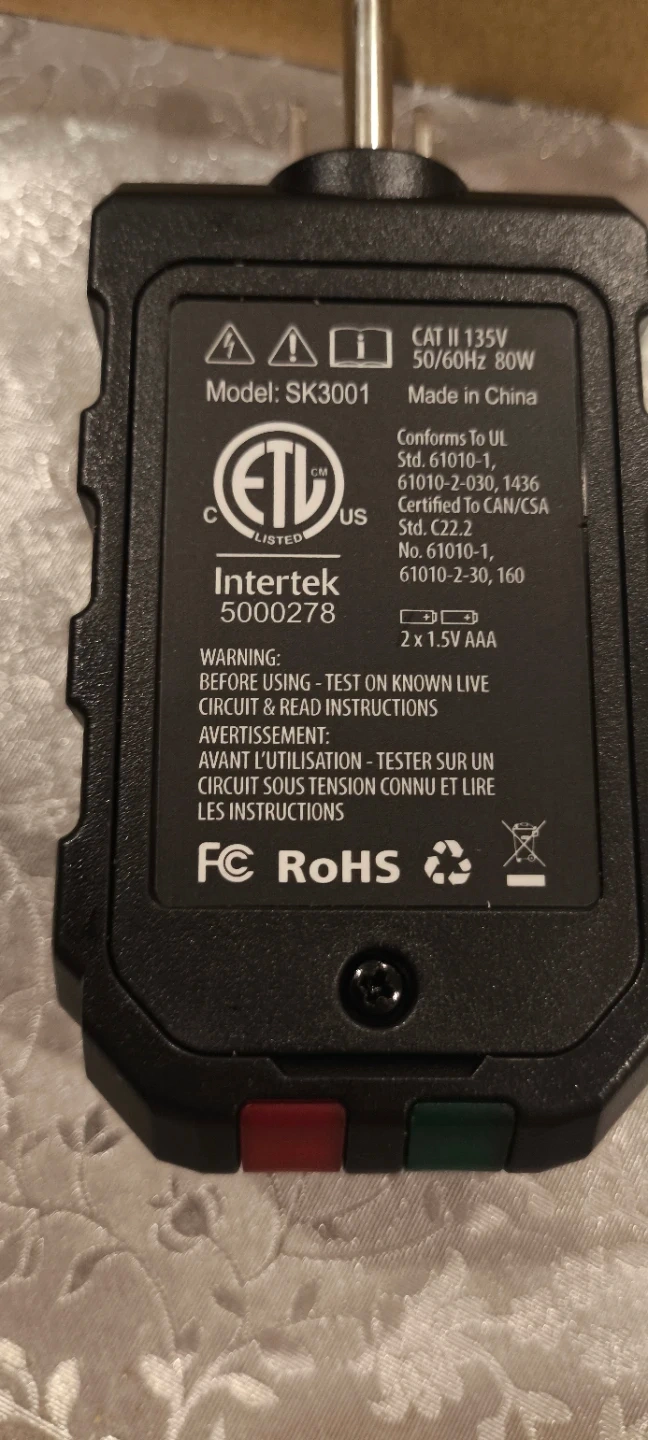 CAT II 135V
50/60Hz 80W
Model: SK3001
Made in China
ETL CM
C US
LISTED
Intertek
5000278
Conforms To UL
Std. 61010-1,
61010-2-030, 1436
Certified To CAN/CSA
Std. C22.2
No. 61010-1,
61010-2-30, 160
2 x 1.5V AAA
WARNING:
BEFORE USING - TEST ON KNOWN LIVE
CIRCUIT & READ INSTRUCTIONS
AVERTISSEMENT:
AVANT L'UTILISATION - TESTER SUR UN
CIRCUIT SOUS TENSION CONNU ET LIRE
LES INSTRUCTIONS
FC RoHS